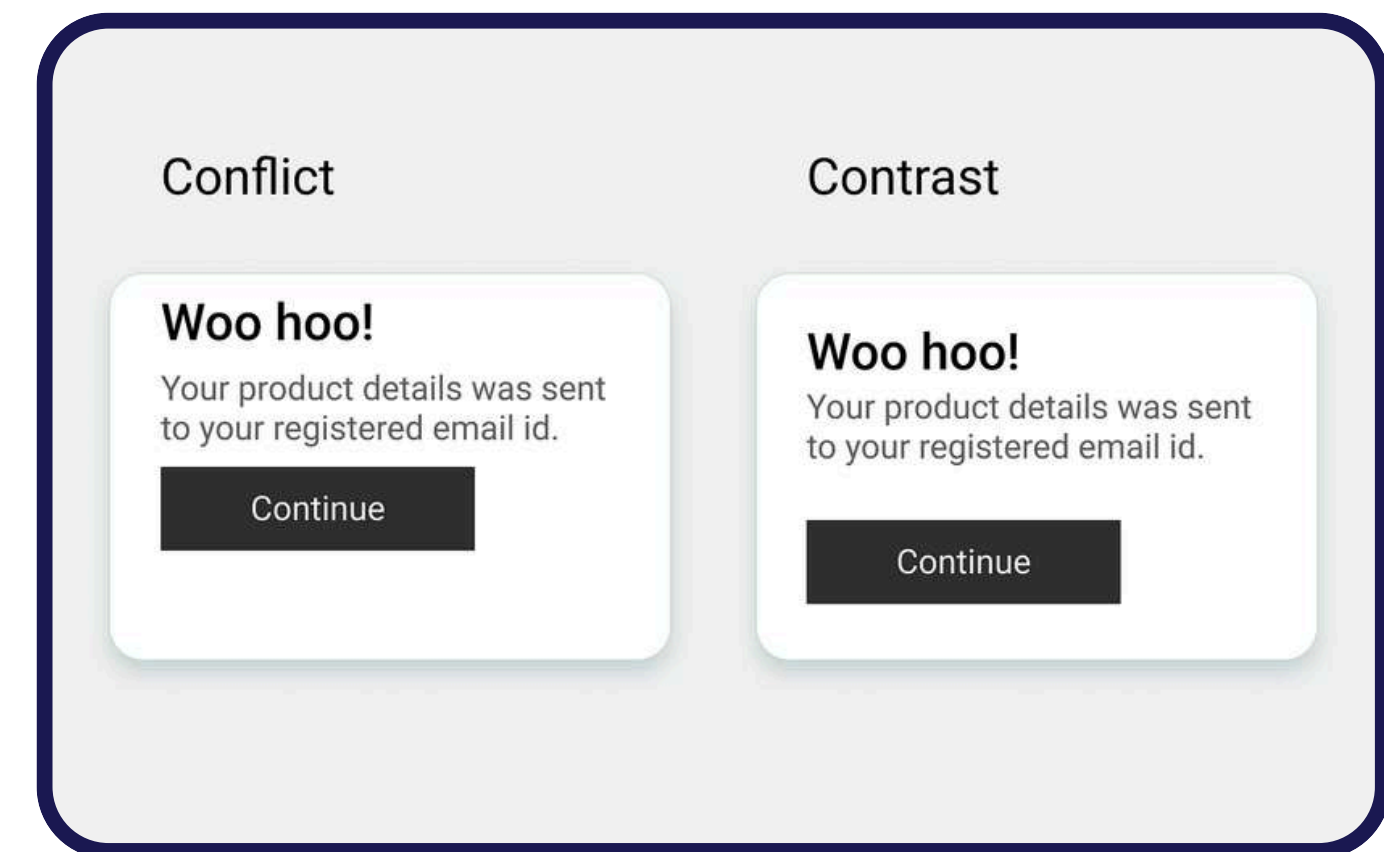 Conflict
Woo hoo!
Your product details was sent
to your registered email id.
Continue
Contrast
Woo hoo!
Your product details was sent
to your registered email id.
Continue